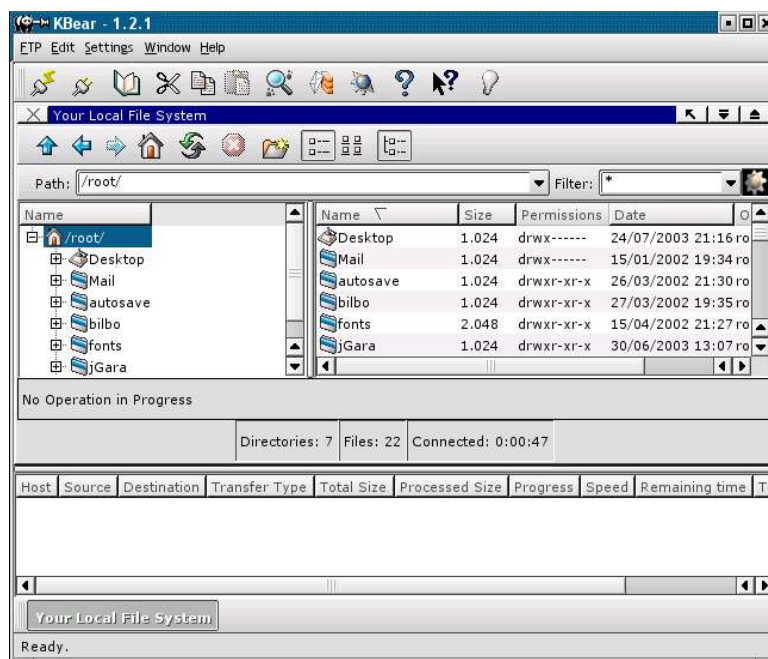 KBear - 1.2.1
FTP Edit Settings Window Help
Your Local File System
Path: /root/ Filter: *
Name
/root/
Desktop
Mail
autosave
bilbo
fonts
jGara
Name Size Permissions Date O
Desktop 1.024 drwx------ 24/07/2003 21:16 ro
Mail 1.024 drwx------ 15/01/2002 19:34 ro
autosave 1.024 drwxr-xr-x 26/03/2002 21:30 ro
bilbo 1.024 drwxr-xr-x 27/03/2002 19:35 ro
fonts 2.048 drwxr-xr-x 15/04/2002 21:27 ro
jGara 1.024 drwxr-xr-x 30/06/2003 13:07 ro
No Operation in Progress
Directories: 7 Files: 22 Connected: 0:00:47
Host Source Destination Transfer Type Total Size Processed Size Progress Speed Remaining time T
Your Local File System
Ready.